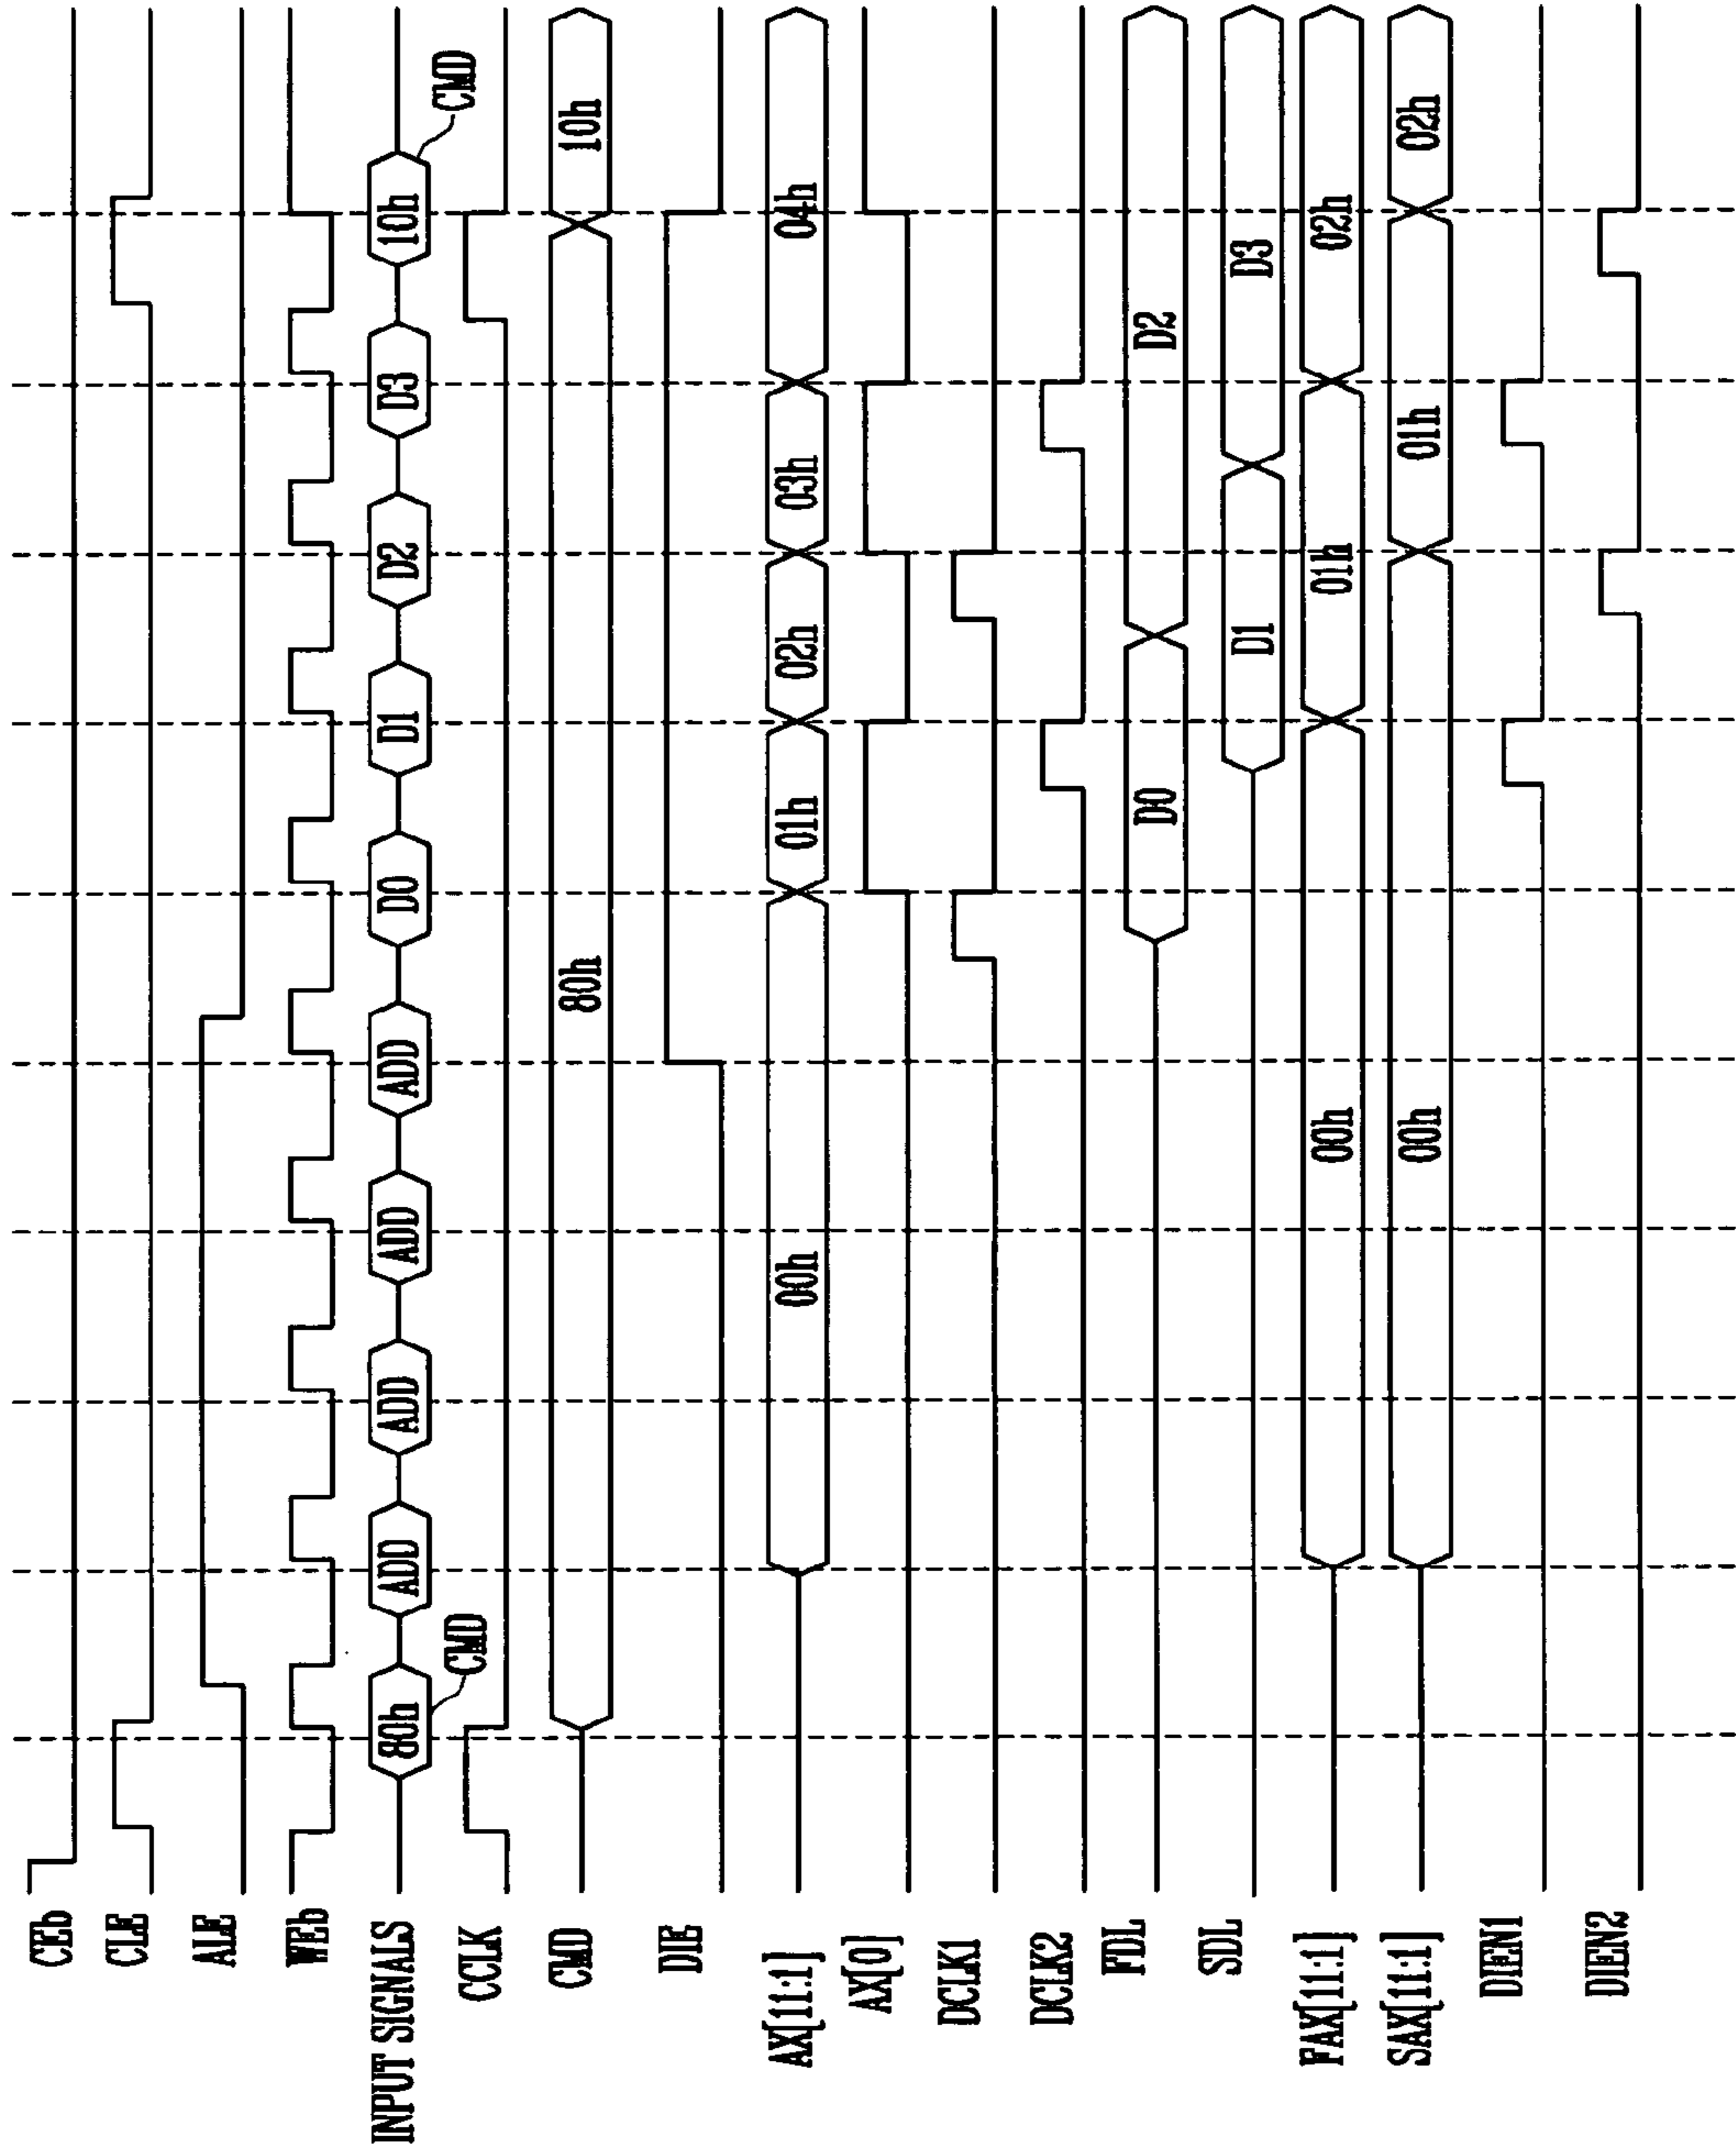 CEb
CLE
ALE
WEb
INPUT SIGNALS 80h ADD ADD ADD ADD D0 D1 D2 D3 10h
CMD CMD
CCLK
CMD 80h 10h
DIE
AX[11:1] 00h 01h 02h 03h 04h
AX[0]
DCLK1
DCLK2
FDL D0 D2
SDL D1 D3
FAX[11:1] 00h 01h 02h
SAX[11:1] 00h 01h 02h
DIEN1
DIEN2